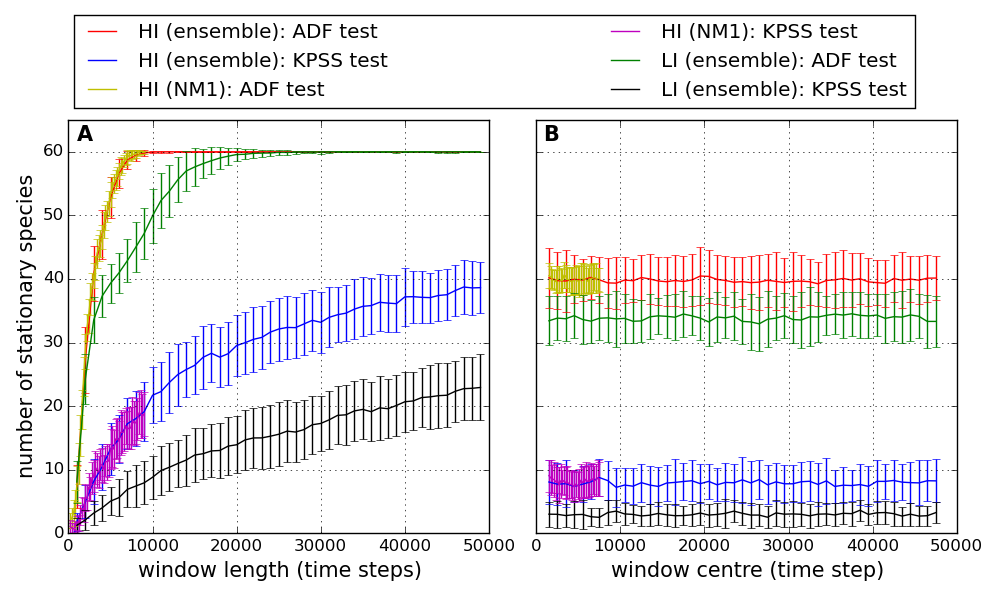 HI (ensemble): ADF test
HI (ensemble): KPSS test
HI (NM1): ADF test
HI (NM1): KPSS test
LI (ensemble): ADF test
LI (ensemble): KPSS test
A
number of stationary species
60
50
40
30
20
10
0
0 10000 20000 30000 40000 50000
window length (time steps)
B
0 10000 20000 30000 40000 50000
window centre (time step)